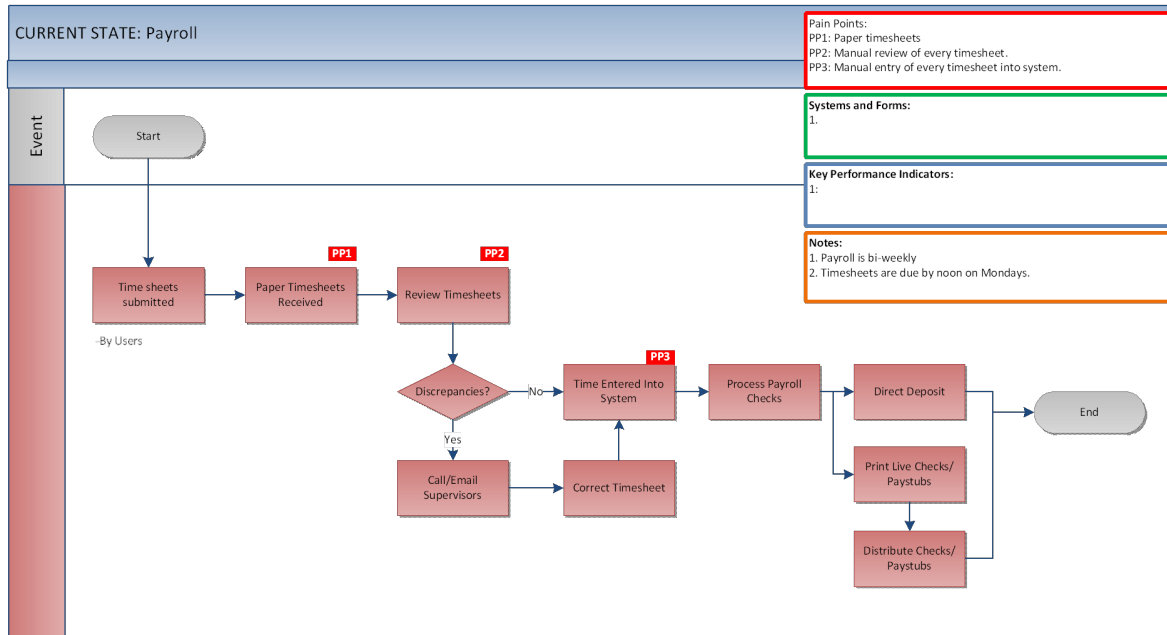 CURRENT STATE: Payroll
Pain Points:
PP1: Paper timesheets
PP2: Manual review of every timesheet.
PP3: Manual entry of every timesheet into system.
Systems and Forms:
1.
Key Performance Indicators:
1:
Notes:
1. Payroll is bi-weekly
2. Timesheets are due by noon on Mondays.
Event
Start
PP1
PP2
Time sheets
submitted
Paper Timesheets
Received
Review Timesheets
-By Users
PP3
Discrepancies?
No
Time Entered Into
System
Process Payroll
Checks
Direct Deposit
End
Yes
Call/Email
Supervisors
Correct Timesheet
Print Live Checks/
Paystubs
Distribute Checks/
Paystubs